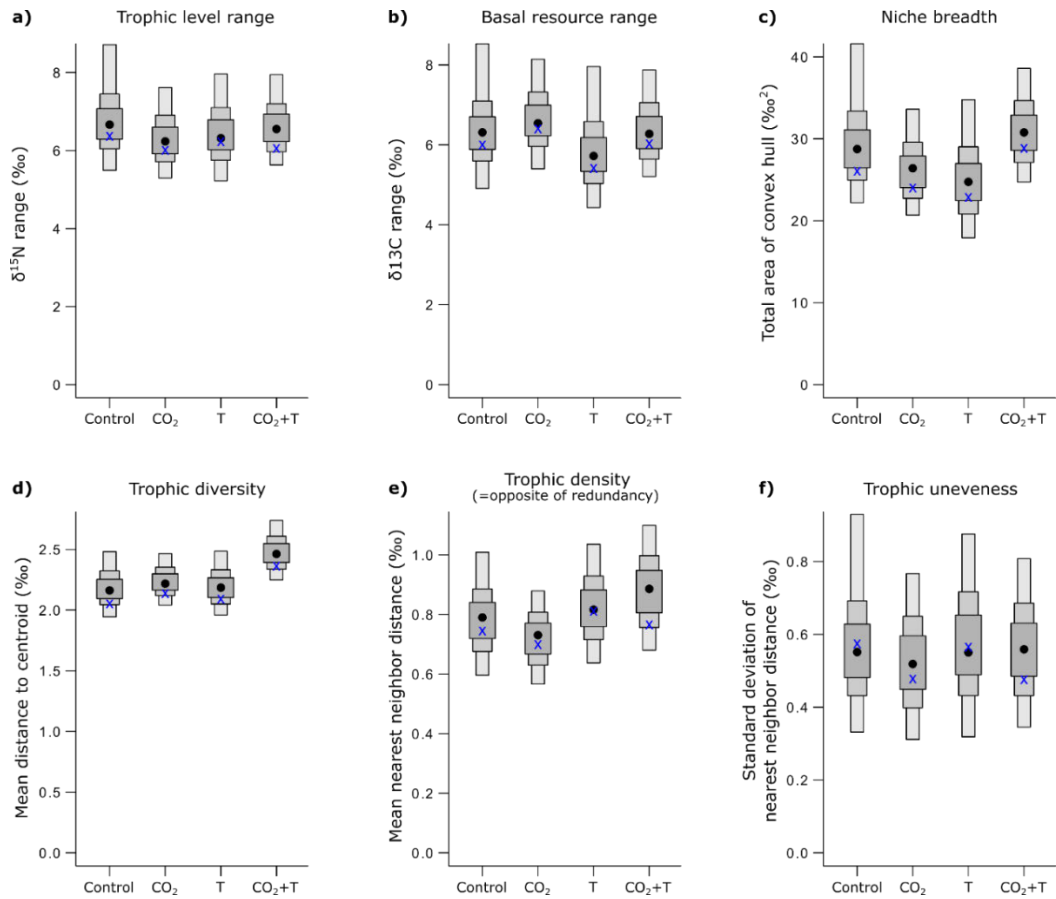 a) Trophic level range
δ¹⁵N range (‰)
8
6
4
2
0
Control CO₂ T CO₂+T
b) Basal resource range
δ13C range (‰)
8
6
4
2
0
Control CO₂ T CO₂+T
c) Niche breadth
Total area of convex hull (‰²)
40
30
20
10
0
Control CO₂ T CO₂+T
d) Trophic diversity
Mean distance to centroid (‰)
2.5
2.0
1.5
1.0
0.5
0.0
Control CO₂ T CO₂+T
e) Trophic density
(=opposite of redundancy)
Mean nearest neighbor distance (‰)
1.0
0.8
0.6
0.4
0.2
0.0
Control CO₂ T CO₂+T
f) Trophic uneveness
Standard deviation of
nearest neighbor distance (‰)
0.8
0.6
0.4
0.2
0.0
Control CO₂ T CO₂+T